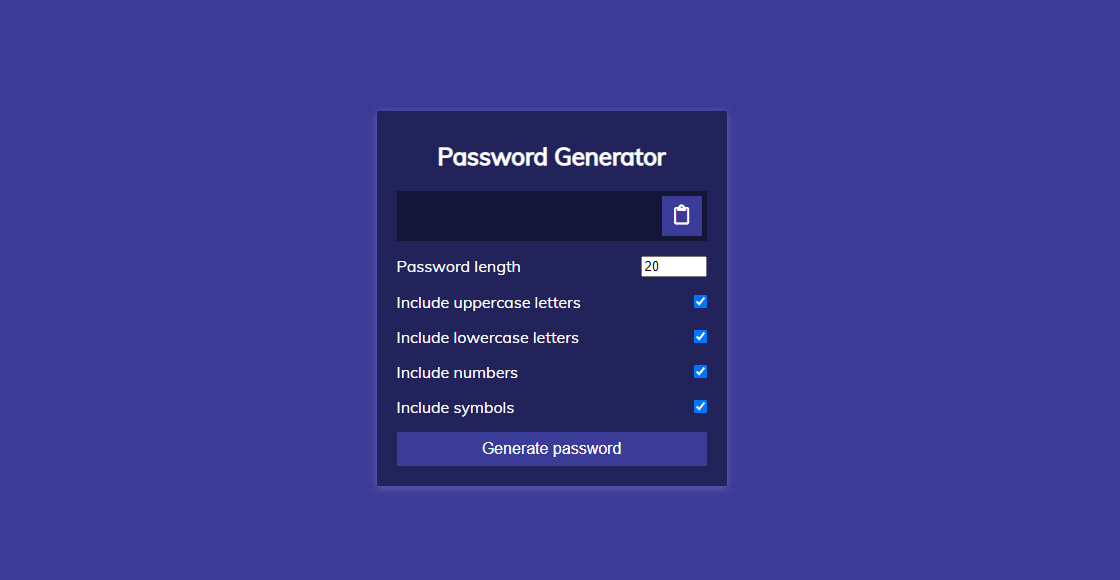 Password Generator
Password length 20
Include uppercase letters
Include lowercase letters
Include numbers
Include symbols
Generate password